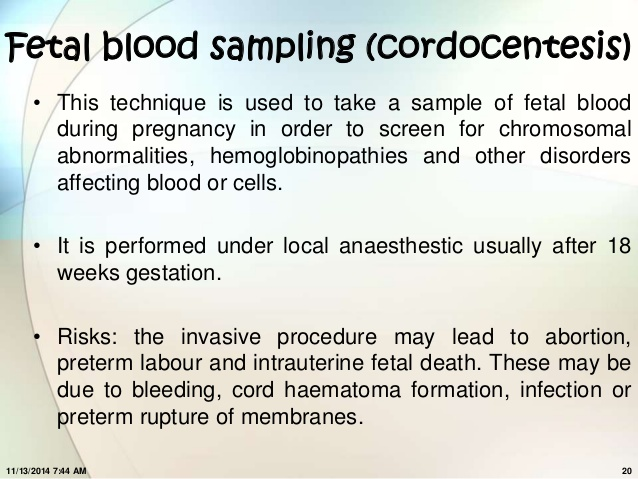 Fetal blood sampling (cordocentesis)
• This technique is used to take a sample of fetal blood
during pregnancy in order to screen for chromosomal
abnormalities, hemoglobinopathies and other disorders
affecting blood or cells.
• It is performed under local anaesthestic usually after 18
weeks gestation.
• Risks: the invasive procedure may lead to abortion,
preterm labour and intrauterine fetal death. These may be
due to bleeding, cord haematoma formation, infection or
preterm rupture of membranes.
11/13/2014 7:44 AM 20